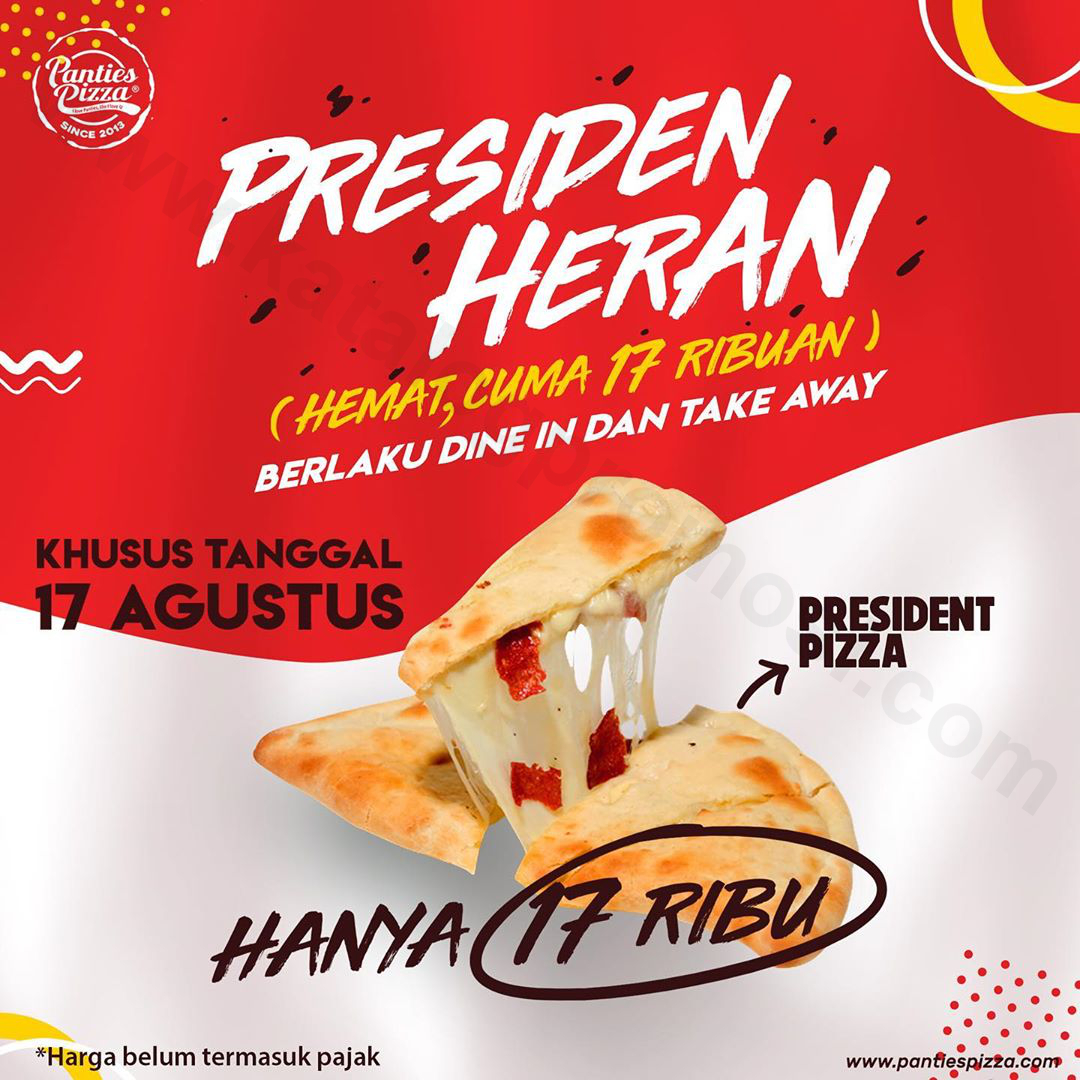 Panties
Pizza®
SINCE 2013
PRESIDEN
HERAN
(HEMAT, CUMA 17 RIBUAN)
BERLAKU DINE IN DAN TAKE AWAY
KHUSUS TANGGAL
17 AGUSTUS
PRESIDENT
PIZZA
HANYA 17 RIBU
*Harga belum termasuk pajak
www.pantiespizza.com